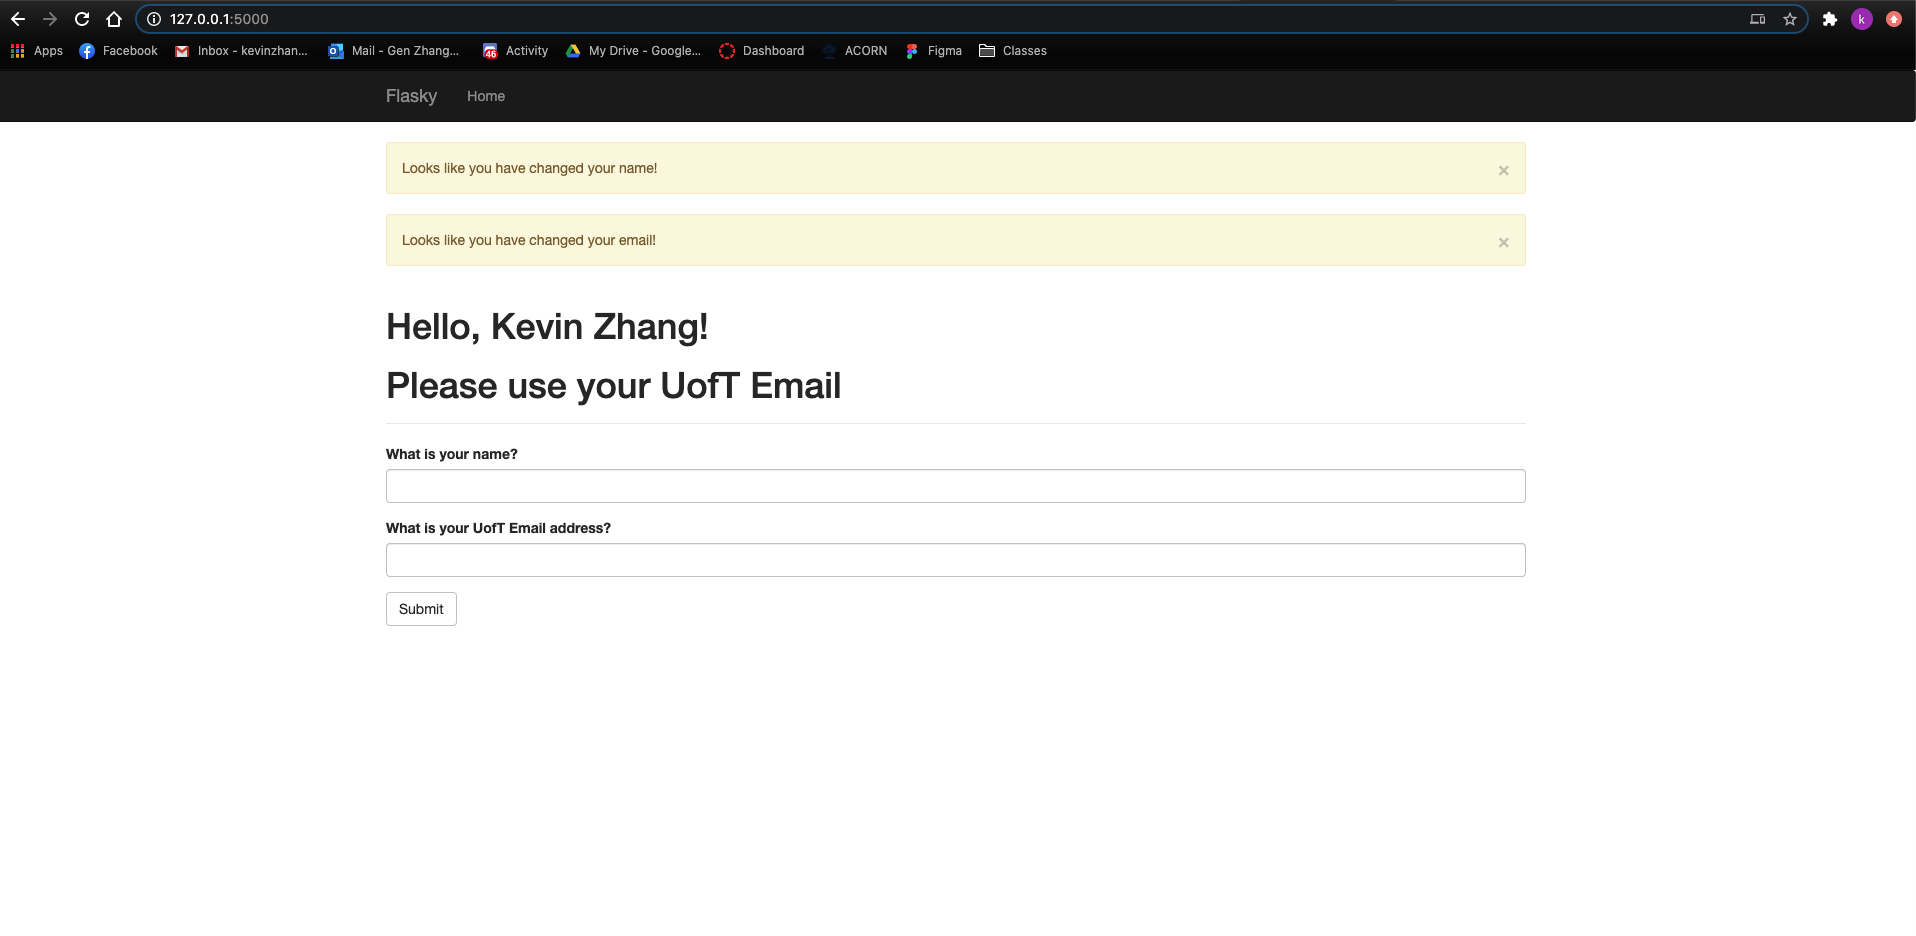 127.0.0.1:5000
k
Apps Facebook Inbox - kevinzhan... Mail - Gen Zhang... 46 Activity My Drive - Google... Dashboard ACORN Figma Classes
Flasky Home
Looks like you have changed your name! ×
Looks like you have changed your email! ×
Hello, Kevin Zhang!
Please use your UofT Email
What is your name?
What is your UofT Email address?
Submit